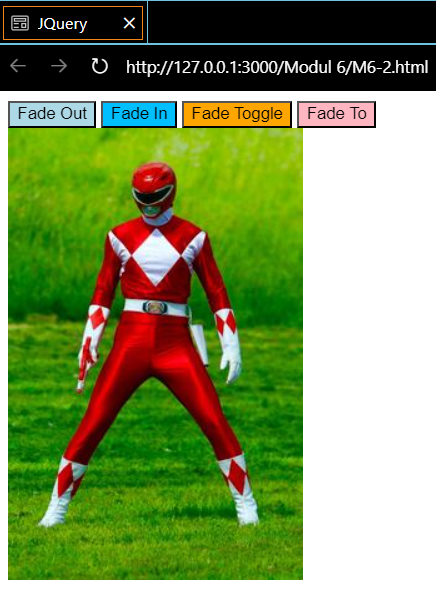 JQuery
http://127.0.0.1:3000/Modul 6/M6-2.html
Fade Out Fade In Fade Toggle Fade To